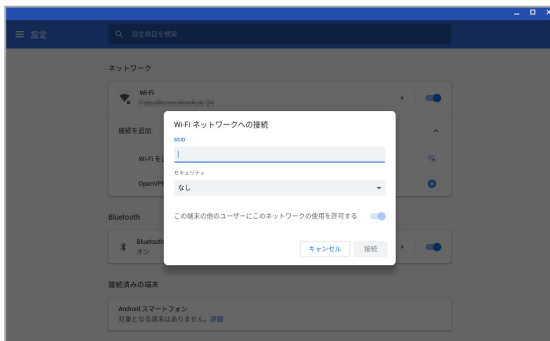 設定
設定項目を検索
ネットワーク
Wi-Fi
接続を追加
Wi-Fi を
OpenVP
Wi-Fi ネットワークへの接続
SSID
セキュリティ
なし
この端末の他のユーザーにこのネットワークの使用を許可する
キャンセル 接続
Bluetooth
Bluetooth
オン
接続済みの端末
Android スマートフォン
対象となる端末はありません。詳細